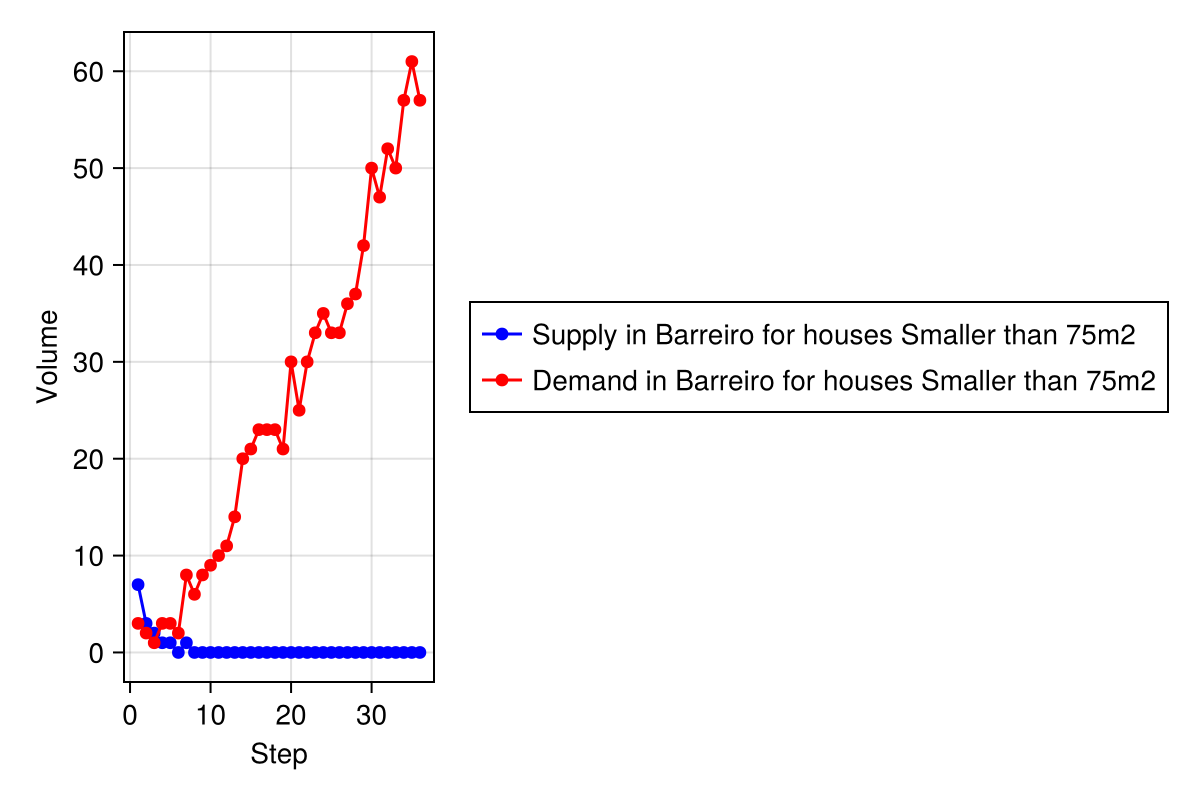 60
50
40
30
20
10
0
Volume
0 10 20 30
Step
Supply in Barreiro for houses Smaller than 75m2
Demand in Barreiro for houses Smaller than 75m2